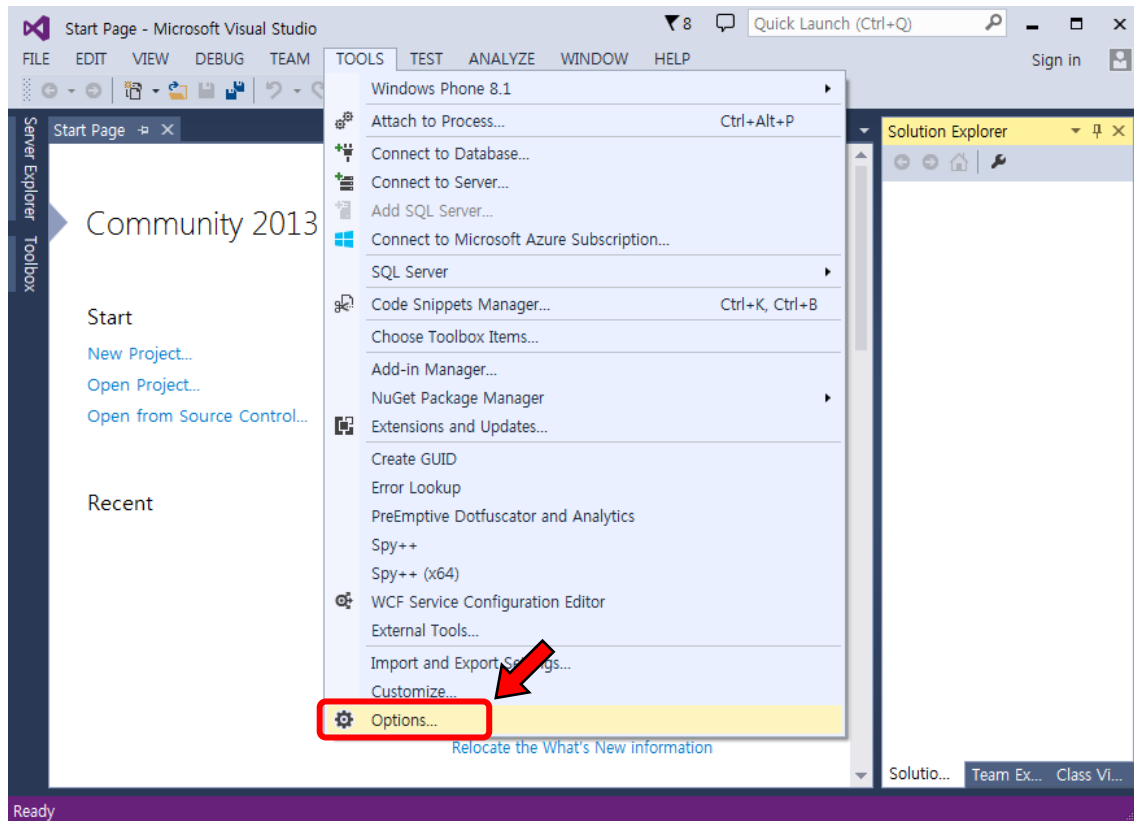 Start Page - Microsoft Visual Studio
8
Quick Launch (Ctrl+Q)
FILE EDIT VIEW DEBUG TEAM TOOLS TEST ANALYZE WINDOW HELP
Sign in
Server Explorer
Toolbox
Start Page
Community 2013
Start
New Project...
Open Project...
Open from Source Control...
Recent
Windows Phone 8.1
Attach to Process... Ctrl+Alt+P
Connect to Database...
Connect to Server...
Add SQL Server...
Connect to Microsoft Azure Subscription...
SQL Server
Code Snippets Manager... Ctrl+K, Ctrl+B
Choose Toolbox Items...
Add-in Manager...
NuGet Package Manager
Extensions and Updates...
Create GUID
Error Lookup
PreEmptive Dotfuscator and Analytics
Spy++
Spy++ (x64)
WCF Service Configuration Editor
External Tools...
Import and Export
Customize...
Options...
Relocate the What's New information
Solution Explorer
Solutio... Team Ex... Class Vi...
Ready